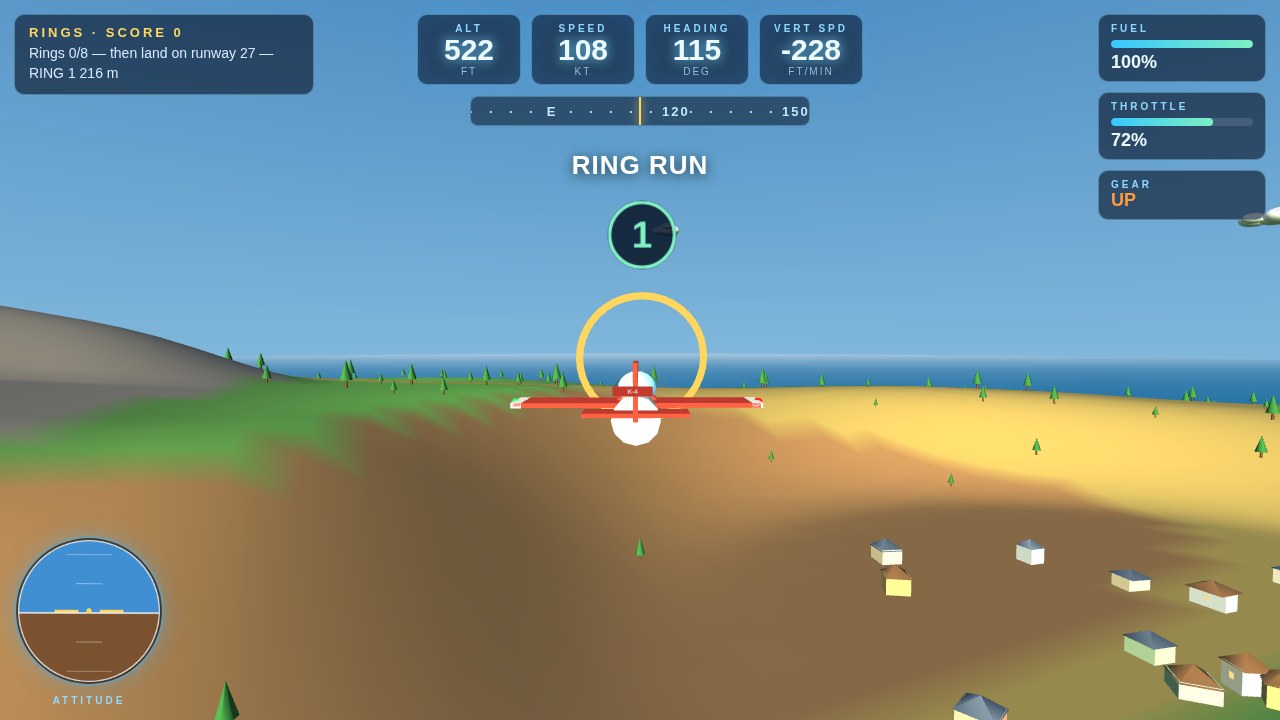 RINGS · SCORE 0
Rings 0/8 — then land on runway 27 —
RING 1 216 m
ALT
522
FT
SPEED
108
KT
HEADING
115
DEG
VERT SPD
-228
FT/MIN
E 120 150
FUEL
100%
THROTTLE
72%
GEAR
UP
RING RUN
1
K-4
ATTITUDE